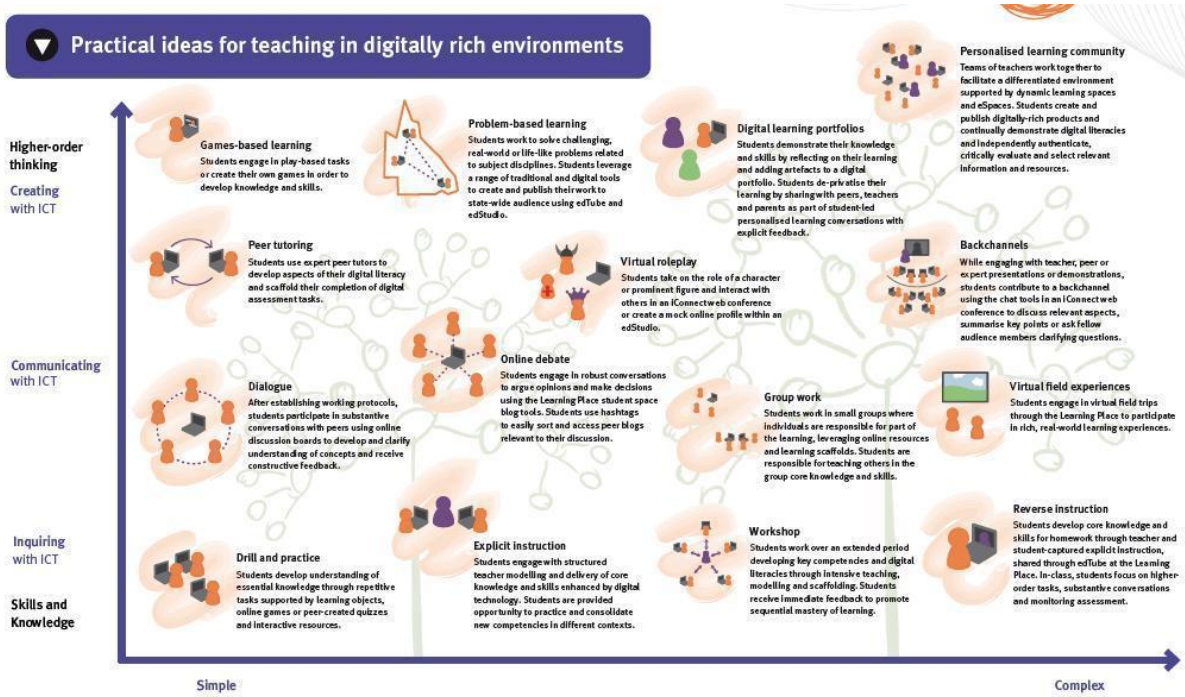 Practical ideas for teaching in digitally rich environments
Higher-order
thinking
Creating
with ICT
Communicating
with ICT
Inquiring
with ICT
Skills and
Knowledge
Games-based learning
Students engage in play-based tasks
or create their own games in order to
develop knowledge and skills.
Problem-based learning
Students work to solve challenging,
real-world or life-like problems related
to subject disciplines. Students leverage
a range of traditional and digital tools
to create and publish their work to
state-wide audience using edTube and
edStudio.
Digital learning portfolios
Students demonstrate their knowledge
and skills by reflecting on their learning
and adding artefacts to a digital
portfolio. Students de-privatise their
learning by sharing with peers, teachers
and parents as part of student-led
personalised learning conversations with
explicit feedback.
Personalised learning community
Teams of teachers work together to
facilitate a differentiated environment
supported by dynamic learning spaces
and eSpaces. Students create and
publish digitally-rich products and
continually demonstrate digital literacies
and independently authenticate,
critically evaluate and select relevant
information and resources.
Peer tutoring
Students use expert peer tutors to
develop aspects of their digital literacy
and scaffold their completion of digital
assessment tasks.
Virtual roleplay
Students take on the role of a character
or prominent figure and interact with
others in an iConnect web conference
or create a mock online profile within an
edStudio.
Backchannels
While engaging with teacher, peer or
expert presentations or demonstrations,
students contribute to a backchannel
using the chat tools in an iConnect web
conference to discuss relevant aspects,
summarise key points or ask fellow
audience members clarifying questions.
Dialogue
After establishing working protocols,
students participate in substantive
conversations with peers using online
discussion boards to develop and clarify
understanding of concepts and receive
constructive feedback.
Online debate
Students engage in robust conversations
to argue opinions and make decisions
using the Learning Place student space
blog tools. Students use hashtags
to easily sort and access peer blogs
relevant to their discussion.
Group work
Students work in small groups where
individuals are responsible for part of
the learning, leveraging online resources
and learning scaffolds. Students are
responsible for teaching others in the
group core knowledge and skills.
Virtual field experiences
Students engage in virtual field trips
through the Learning Place to participate
in rich, real-world learning experiences.
Drill and practice
Students develop understanding of
essential knowledge through repetitive
tasks supported by learning objects,
online games or peer-created quizzes
and interactive resources.
Explicit instruction
Students engage with structured
teacher modelling and delivery of core
knowledge and skills enhanced by digital
technology. Students are provided
opportunity to practice and consolidate
new competencies in different contexts.
Workshop
Students work over an extended period
developing key competencies and digital
literacies through intensive teaching,
modelling and scaffolding. Students
receive immediate feedback to promote
sequential mastery of learning.
Reverse instruction
Students develop core knowledge and
skills for homework through teacher and
student-captured explicit instruction,
shared through edTube at the Learning
Place. In-class, students focus on higher-
order tasks, substantive conversations
and monitoring assessment.
Simple
Complex